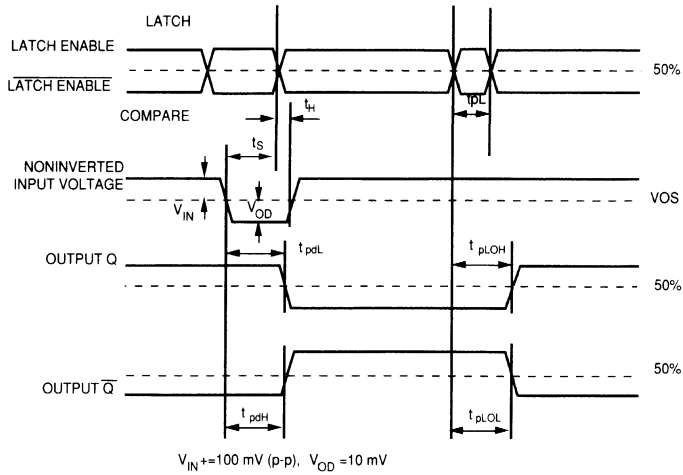 LATCH
LATCH ENABLE
50%
LATCH ENABLE
tpL
COMPARE
tH
tS
NONINVERTED
INPUT VOLTAGE
VIN
VOD
VOS
tpdL
tpLOH
OUTPUT Q
50%
50%
OUTPUT Q
tpdH
tpLOL
VIN +=100 mV (p-p), VOD =10 mV